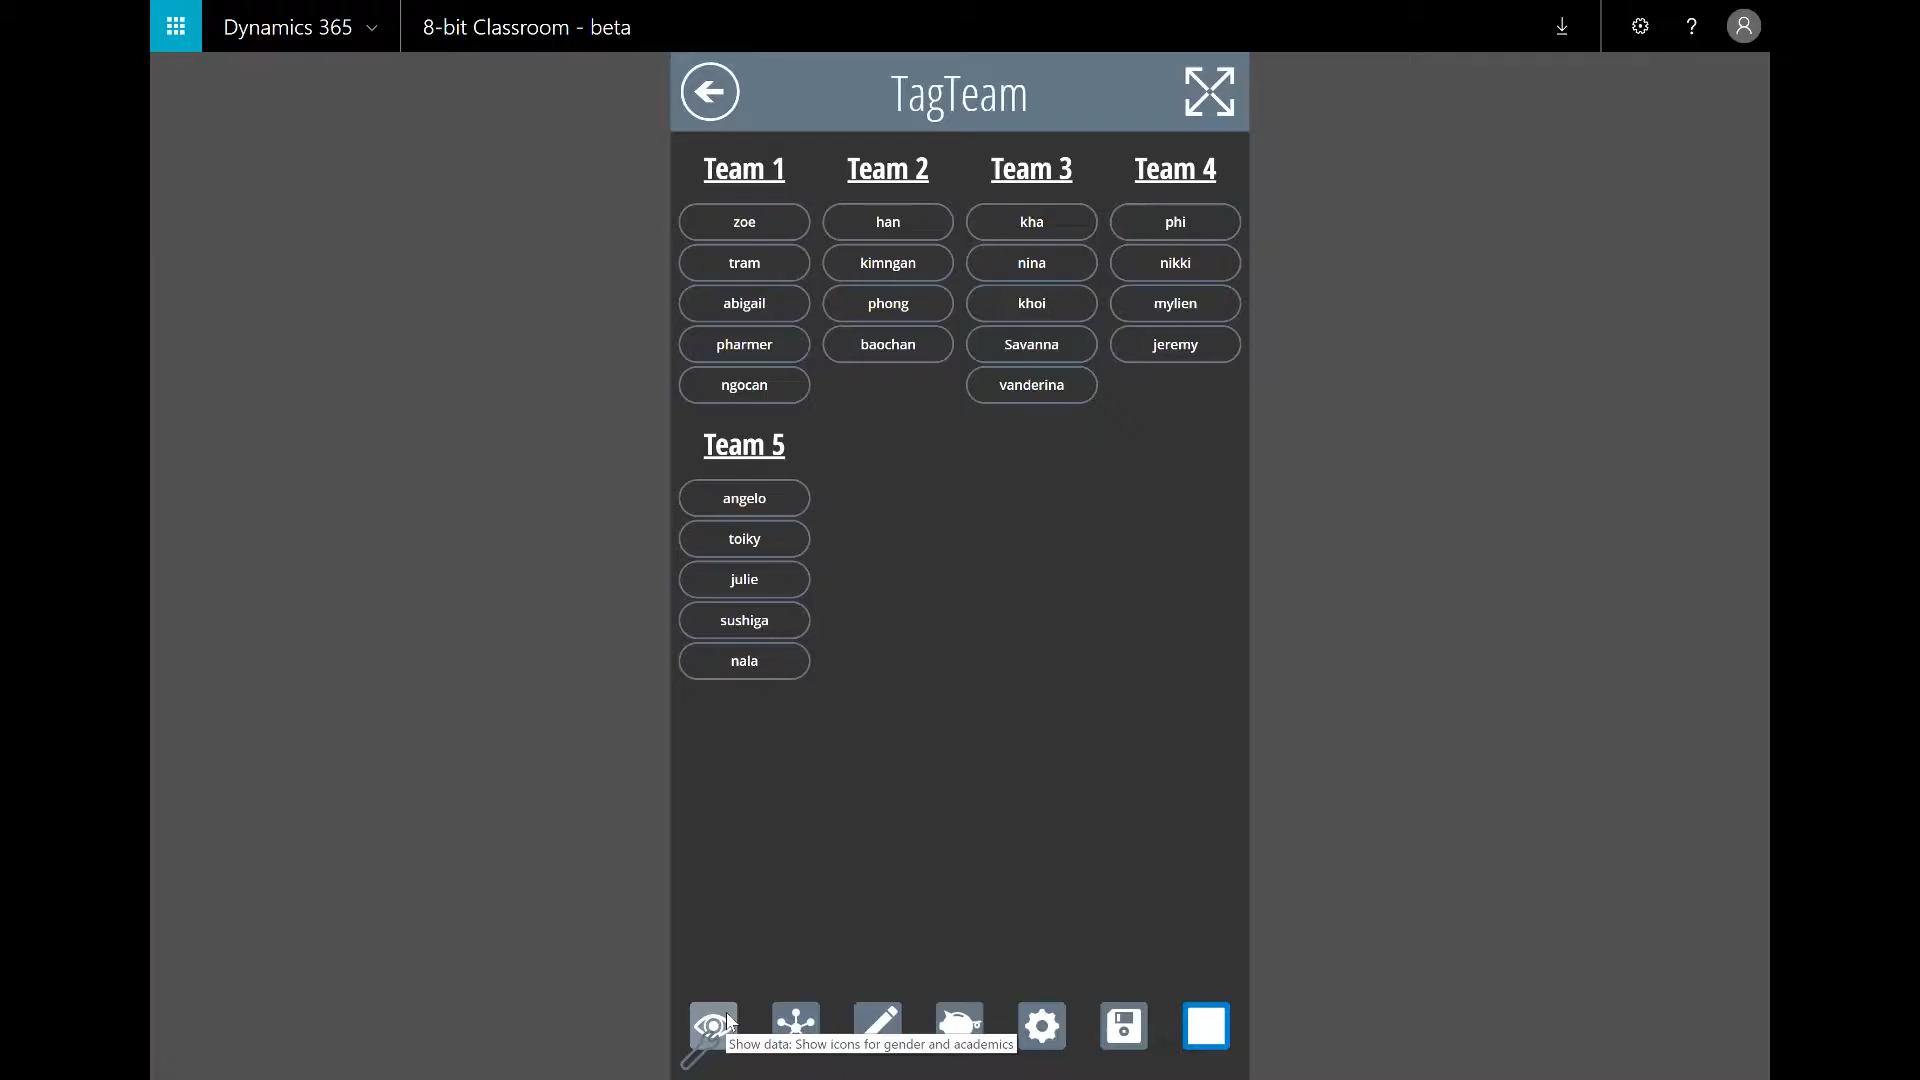 Dynamics 365
8-bit Classroom - beta
?
TagTeam
Team 1 Team 2 Team 3 Team 4
zoe han kha phi
tram kimngan nina nikki
abigail phong khoi mylien
pharmer baochan Savanna jeremy
ngocan vanderina
Team 5
angelo
toiky
julie
sushiga
nala
Show data: Show icons for gender and academics